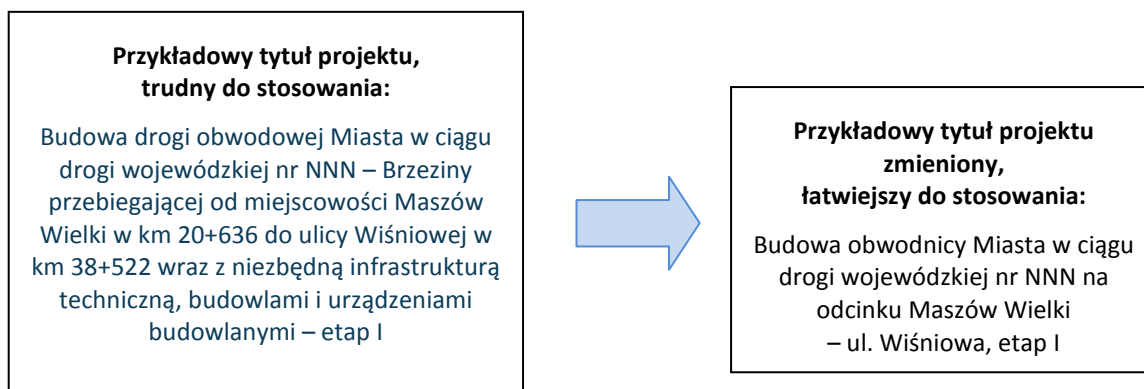 Przykładowy tytuł projektu,
trudny do stosowania:
Budowa drogi obwodowej Miasta w ciągu
drogi wojewódzkiej nr NNN – Brzeziny
przebiegającej od miejscowości Maszów
Wielki w km 20+636 do ulicy Wiśniowej w
km 38+522 wraz z niezbędną infrastrukturą
techniczną, budowlami i urządzeniami
budowlanymi – etap I
Przykładowy tytuł projektu
zmieniony,
łatwiejszy do stosowania:
Budowa obwodnicy Miasta w ciągu
drogi wojewódzkiej nr NNN na
odcinku Maszów Wielki
– ul. Wiśniowa, etap I